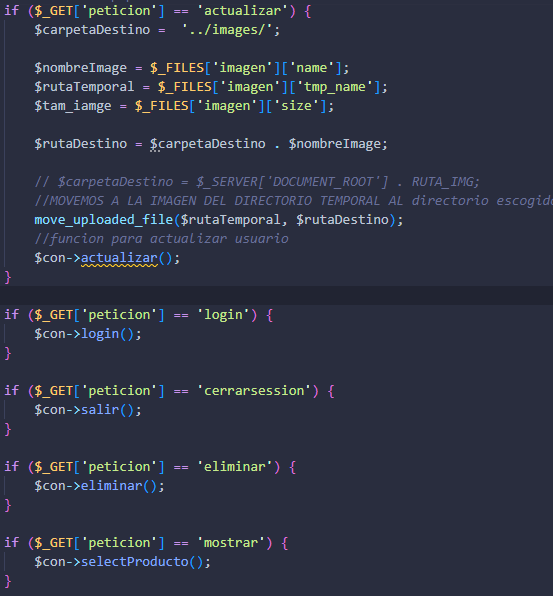 if ($_GET['peticion'] == 'actualizar') {
$carpetaDestino =  '../images/';
$nombreImage = $_FILES['imagen']['name'];
$rutaTemporal = $_FILES['imagen']['tmp_name'];
$tam_iamge = $_FILES['imagen']['size'];
$rutaDestino = $carpetaDestino . $nombreImage;
// $carpetaDestino = $_SERVER['DOCUMENT_ROOT'] . RUTA_IMG;
//MOVEMOS A LA IMAGEN DEL DIRECTORIO TEMPORAL AL directorio escogido
move_uploaded_file($rutaTemporal, $rutaDestino);
//funcion para actualizar usuario
$con->actualizar();
}
if ($_GET['peticion'] == 'login') {
$con->login();
}
if ($_GET['peticion'] == 'cerrarsession') {
$con->salir();
}
if ($_GET['peticion'] == 'eliminar') {
$con->eliminar();
}
if ($_GET['peticion'] == 'mostrar') {
$con->selectProducto();
}